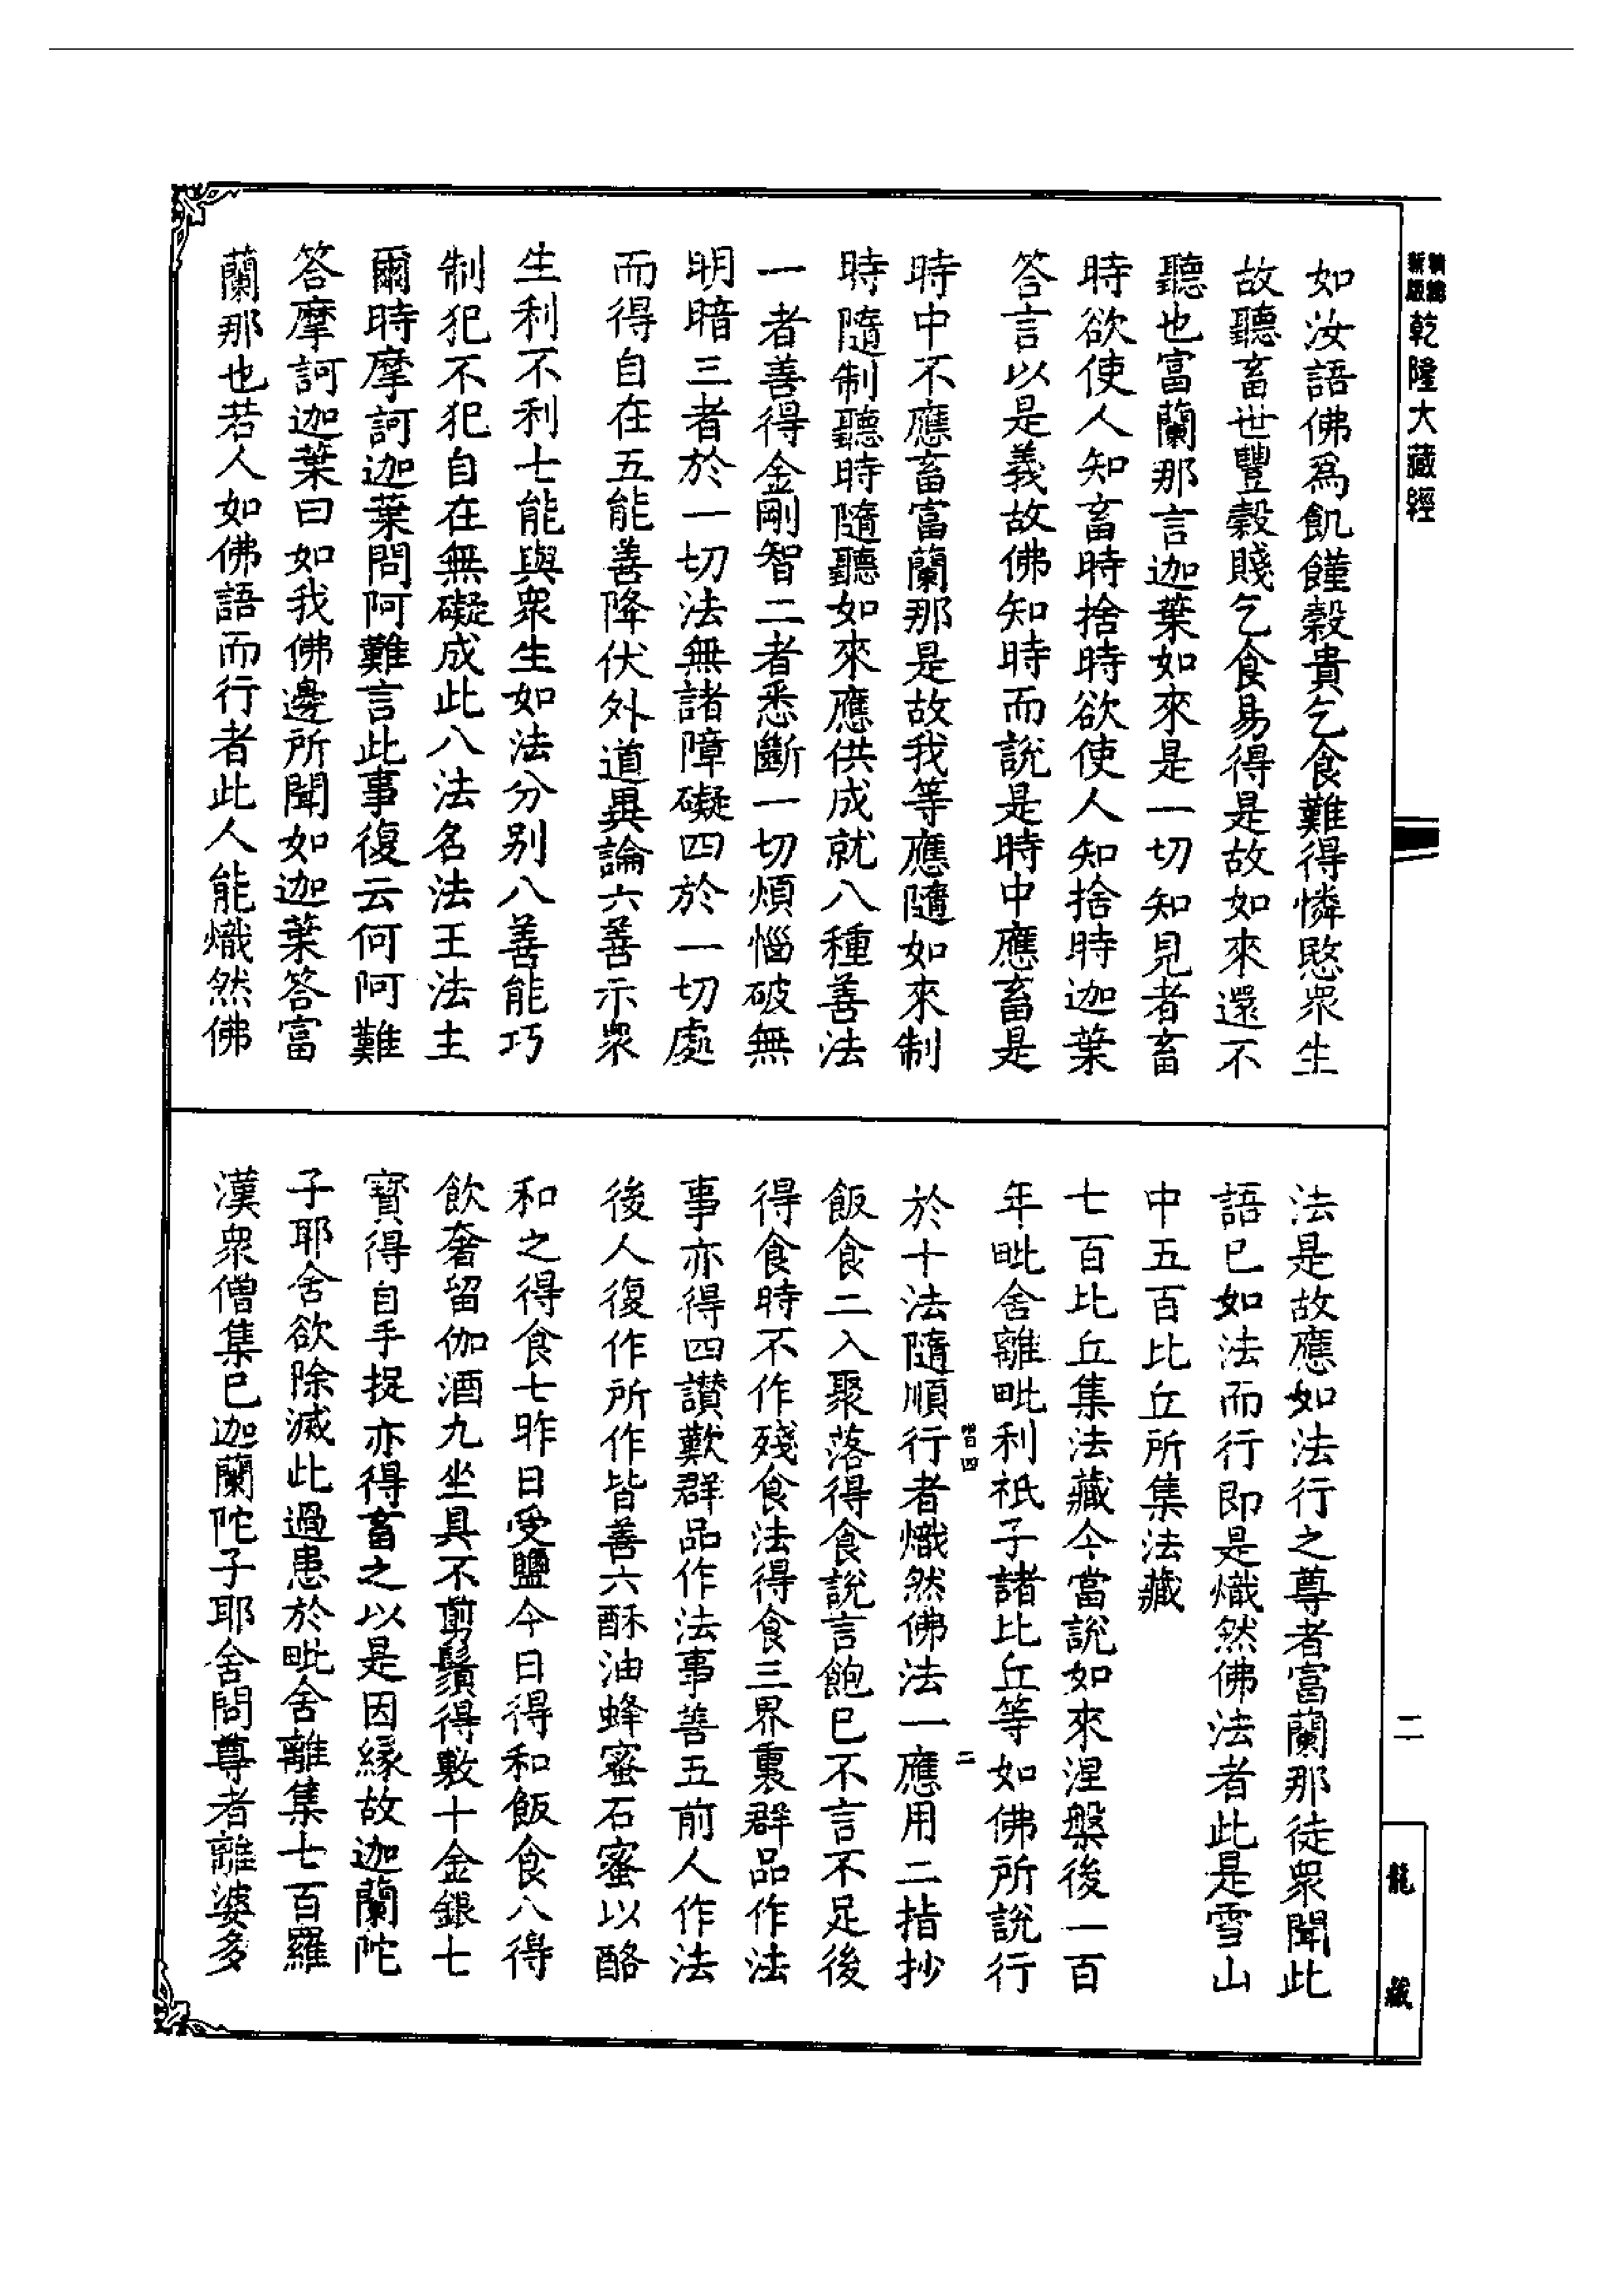 乾隆大藏經
如汝語佛爲飢饉穀貴乞食難得憐愍衆生
故聽畜世豐穀賤乞食易得是故如來還不
聽也富蘭那言迦葉如來是一切知見者畜
時欲使人知畜時捨時欲使人知捨時迦葉
答言以是義故佛知時而說是時中應畜是
時中不應畜富蘭那是故我等應隨如來制
時隨制聽時隨聽如來應供成就八種善法
一者善得金剛智二者悉斷一切煩惱破無
明暗三者於一切法無諸障礙四於一切處
而得自在五能善降伏外道異論六善示衆
生利不利七能與衆生如法分别八善能巧
制犯不犯自在無礙成此八法名法王法主
爾時摩訶迦葉問阿難言此事復云何阿難
答摩訶迦葉曰如我佛邊所聞如迦葉答富
蘭那也若人如佛語而行者此人能熾然佛
法是故應如法行之尊者富蘭那徒衆聞此
語已如法而行即是熾然佛法者此是雪山
中五百比丘所集法藏
七百比丘集法藏今當說如來涅槃後一百
年毗舍離毗利祇子諸比丘等如佛所說行
於十法隨順行者熾然佛法一應用二指抄
飯食二入聚落得食說言飽已不言不足後
得食時不作殘食法得食三界裏群品作法
事亦得四讃歎群品作法事善五前人作法
後人復作所作皆善六酥油蜂蜜石蜜以酪
和之得食七昨日受鹽今日得和飯食八得
飲奢留伽酒九坐具不剪鬚得敷十金銀七
寶得自手捉亦得畜之以是因緣故迦蘭陀
子耶舍欲除滅此過患於毗舍離集七百羅
漢衆僧集已迦蘭陀子耶舍問尊者離婆多
二
龍藏